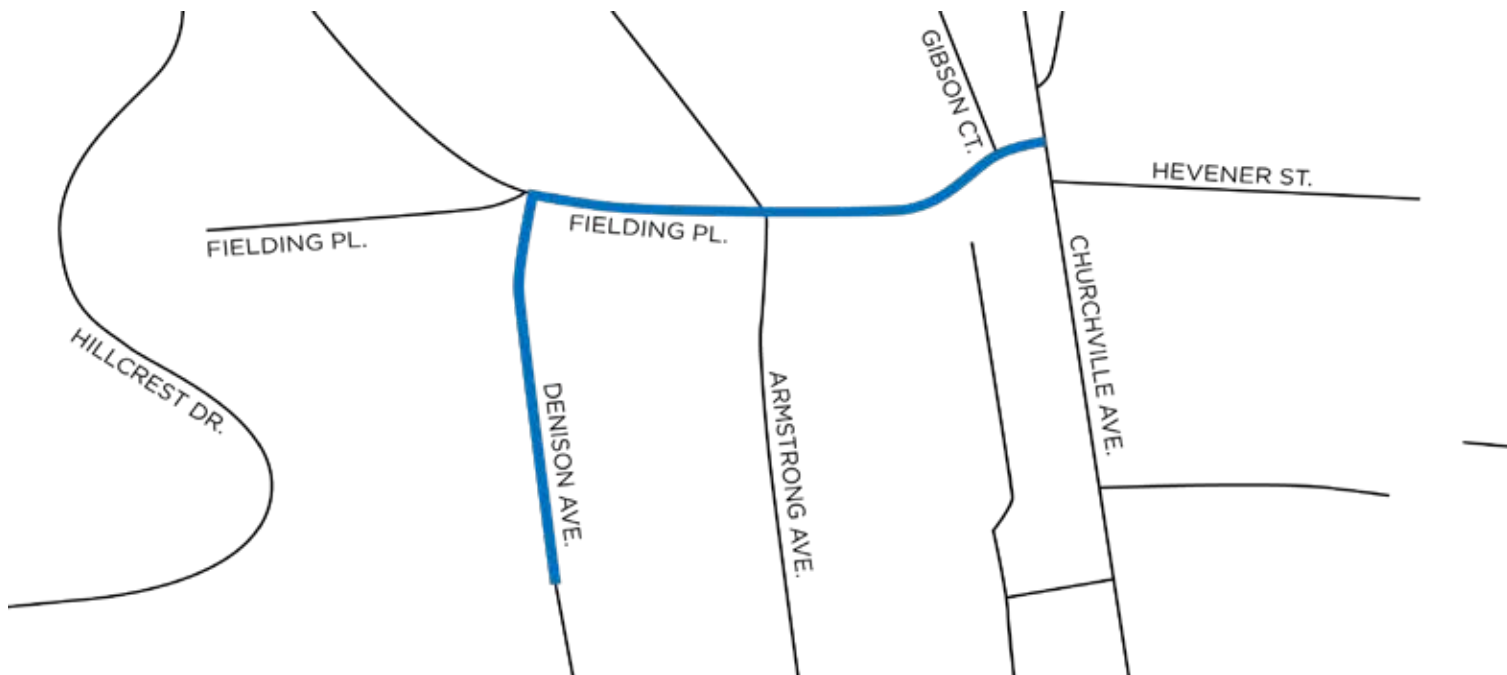 GIBSON CT.
HEVENER ST.
FIELDING PL.
FIELDING PL.
CHURCHVILLE AVE.
HILLCREST DR.
DENISON AVE.
ARMSTRONG AVE.